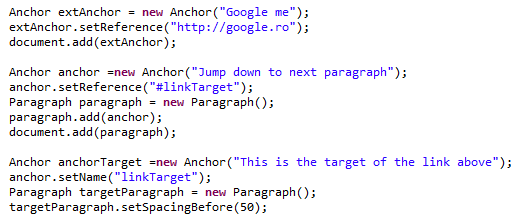 Anchor extAnchor = new Anchor("Google me");
extAnchor.setReference("http://google.ro");
document.add(extAnchor);
Anchor anchor =new Anchor("Jump down to next paragraph");
anchor.setReference("#linkTarget");
Paragraph paragraph = new Paragraph();
paragraph.add(anchor);
document.add(paragraph);
Anchor anchorTarget =new Anchor("This is the target of the link above");
anchor.setName("linkTarget");
Paragraph targetParagraph = new Paragraph();
targetParagraph.setSpacingBefore(50);